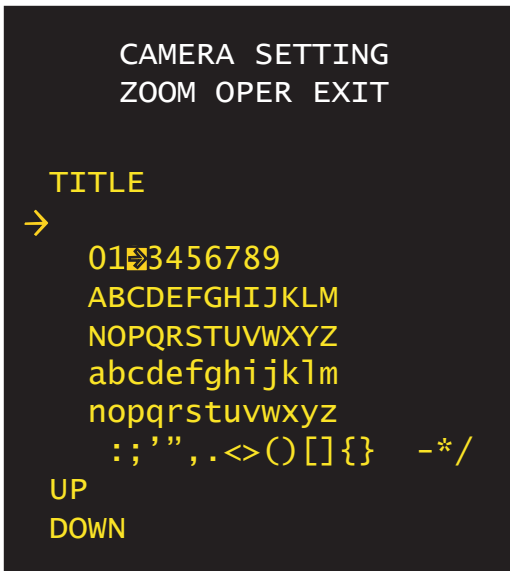 CAMERA SETTING
ZOOM OPER EXIT
TITLE
→
01→3456789
ABCDEFGHIJKLM
NOPQRSTUVWXYZ
abcdefghijklm
nopqrstuvwxyz
:;’”,.<>()[]{} -*/
UP
DOWN